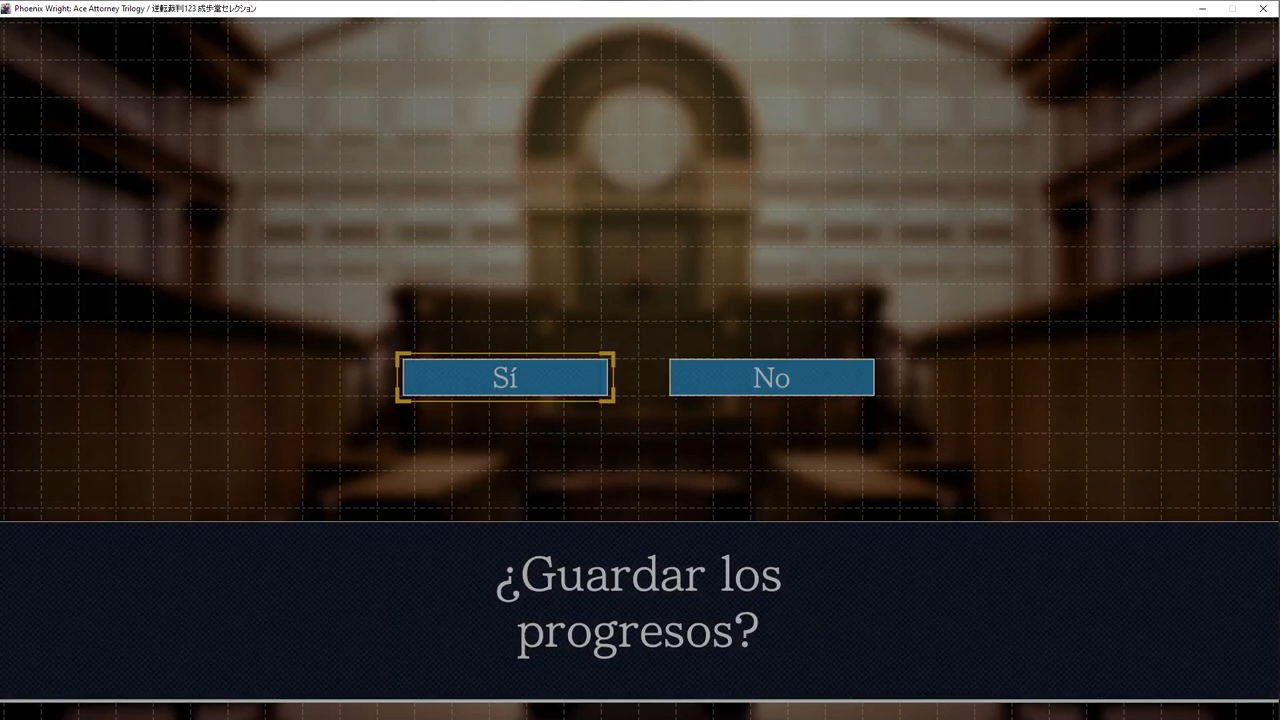 Phoenix Wright: Ace Attorney Trilogy / 逆転裁判123 成歩堂セレクション
Sí
No
¿Guardar los
progresos?